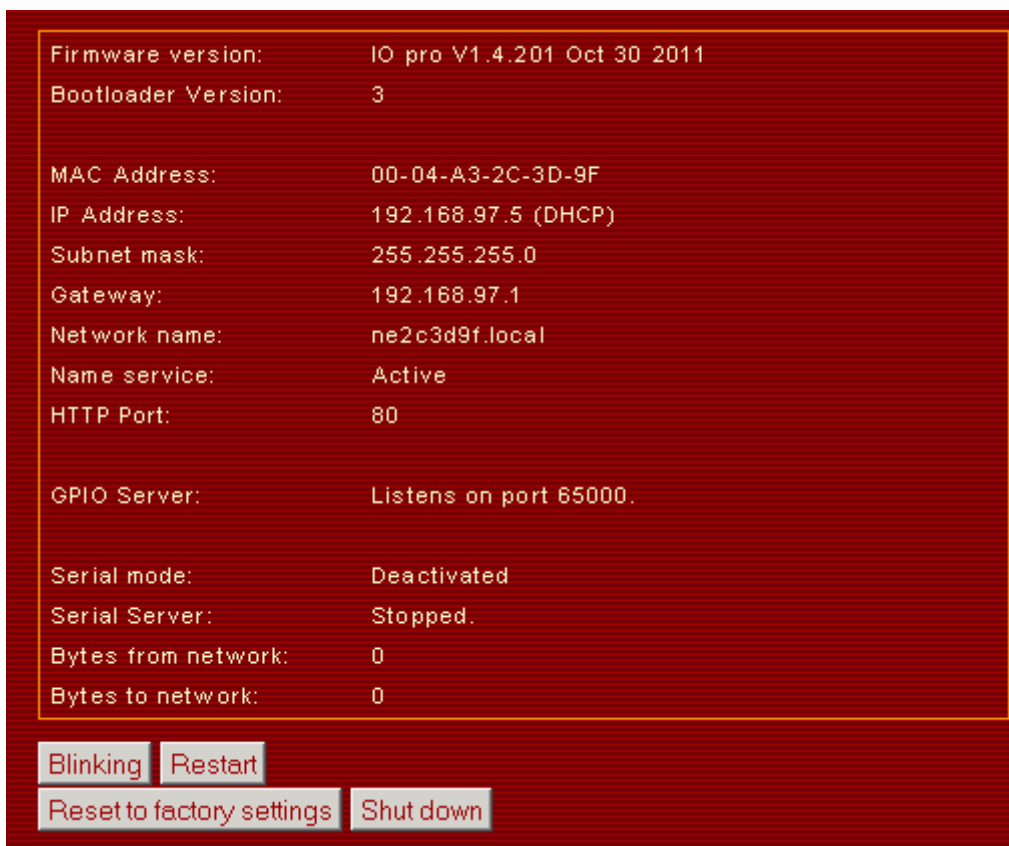 Firmware version: IO pro V1.4.201 Oct 30 2011
Bootloader Version: 3
MAC Address: 00-04-A3-2C-3D-9F
IP Address: 192.168.97.5 (DHCP)
Subnet mask: 255.255.255.0
Gateway: 192.168.97.1
Network name: ne2c3d9f.local
Name service: Active
HTTP Port: 80
GPIO Server: Listens on port 65000.
Serial mode: Deactivated
Serial Server: Stopped.
Bytes from network: 0
Bytes to network: 0
Blinking Restart
Reset to factory settings Shut down